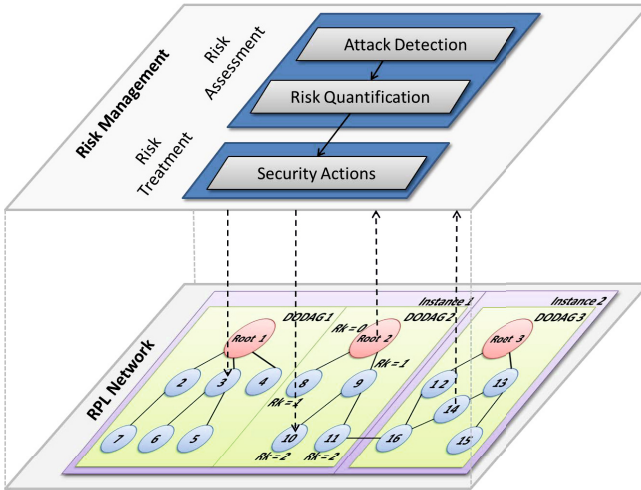 Risk Management
Risk
Assessment
Attack Detection
Risk Quantification
Risk
Treatment
Security Actions
RPL Network
Instance 1
Instance 2
DODAG 1
DODAG 2
DODAG 3
Rk = 0
Root 1
Root 2
Root 3
Rk = 1
2
3
4
8
9
12
13
Rk = 1
14
7
6
5
10
11
16
15
Rk = 2
Rk = 2